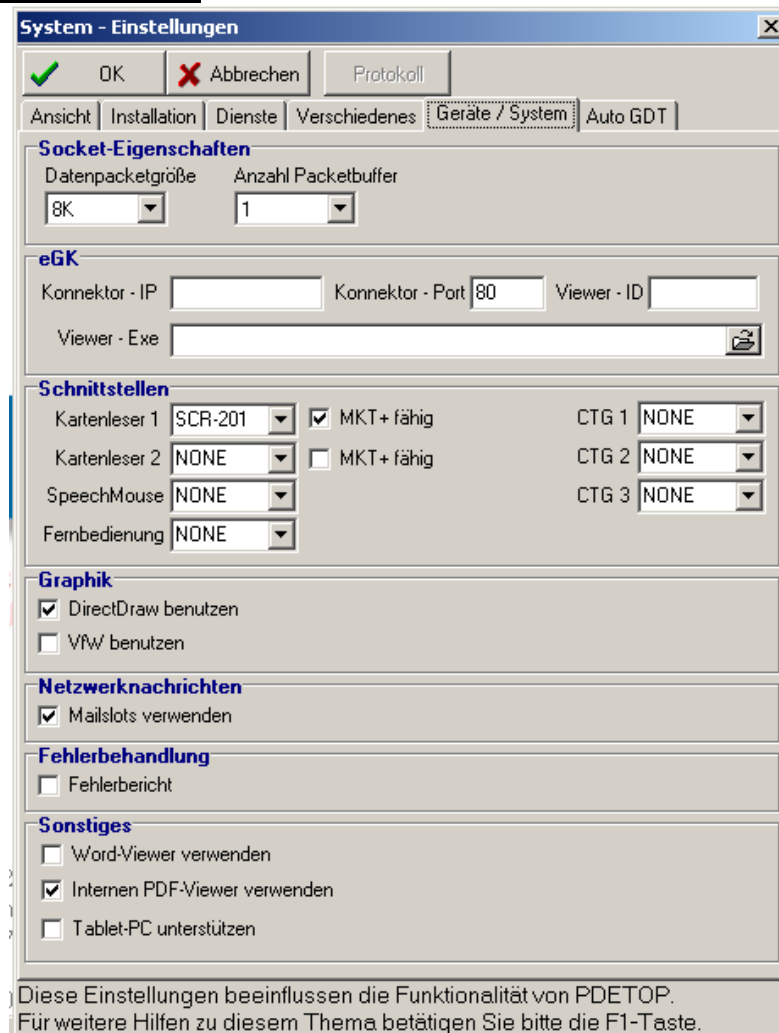 System - Einstellungen
OK Abbrechen Protokoll
Ansicht Installation Dienste Verschiedenes Geräte / System Auto GDT
Socket-Eigenschaften
Datenpacketgröße Anzahl Packetbuffer
8K 1
eGK
Konnektor - IP Konnektor - Port 80 Viewer - ID
Viewer - Exe
Schnittstellen
Kartenleser 1 SCR-201 MKT+ fähig CTG 1 NONE
Kartenleser 2 NONE MKT+ fähig CTG 2 NONE
SpeechMouse NONE CTG 3 NONE
Fernbedienung NONE
Graphik
DirectDraw benutzen
VfW benutzen
Netzwerknachrichten
Mailslots verwenden
Fehlerbehandlung
Fehlerbericht
Sonstiges
Word-Viewer verwenden
Internen PDF-Viewer verwenden
Tablet-PC unterstützen
Diese Einstellungen beeinflussen die Funktionalität von PDETOP.
Für weitere Hilfen zu diesem Thema betätigen Sie bitte die F1-Taste.